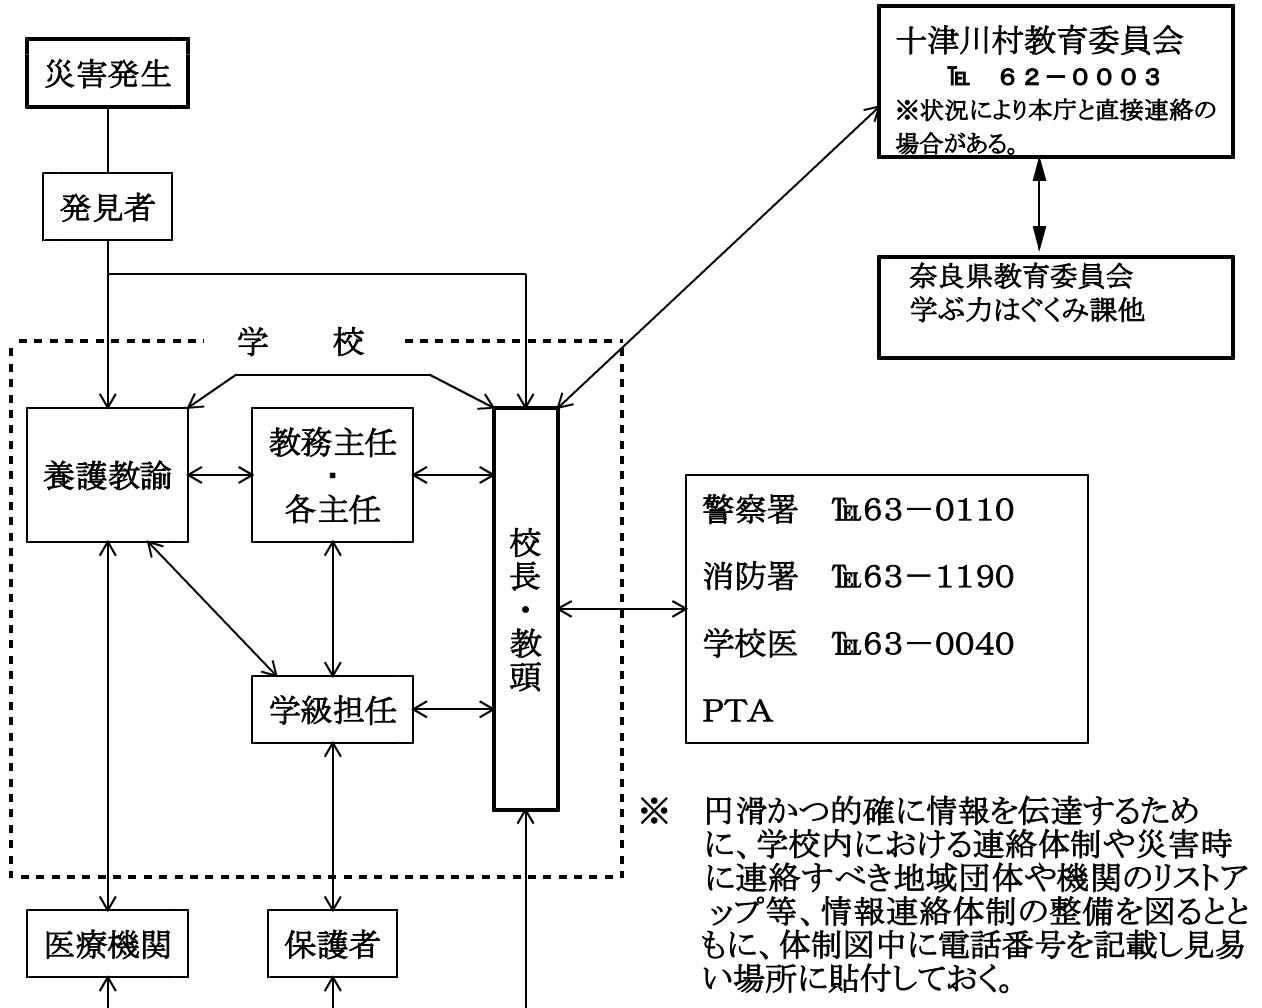 災害発生
発見者
十津川村教育委員会
℡　６２－０００３
※状況により本庁と直接連絡の
場合がある。
奈良県教育委員会
学ぶ力はぐくみ課他
学　　校
養護教諭
教務主任
・
各主任
校長・教頭
学級担任
警察署　℡63－0110
消防署　℡63－1190
学校医　℡63－0040
PTA
※　円滑かつ的確に情報を伝達するため
に、学校内における連絡体制や災害時
に連絡すべき地域団体や機関のリストア
ップ等、情報連絡体制の整備を図るとと
もに、体制図中に電話番号を記載し見易
い場所に貼付しておく。
医療機関
保護者